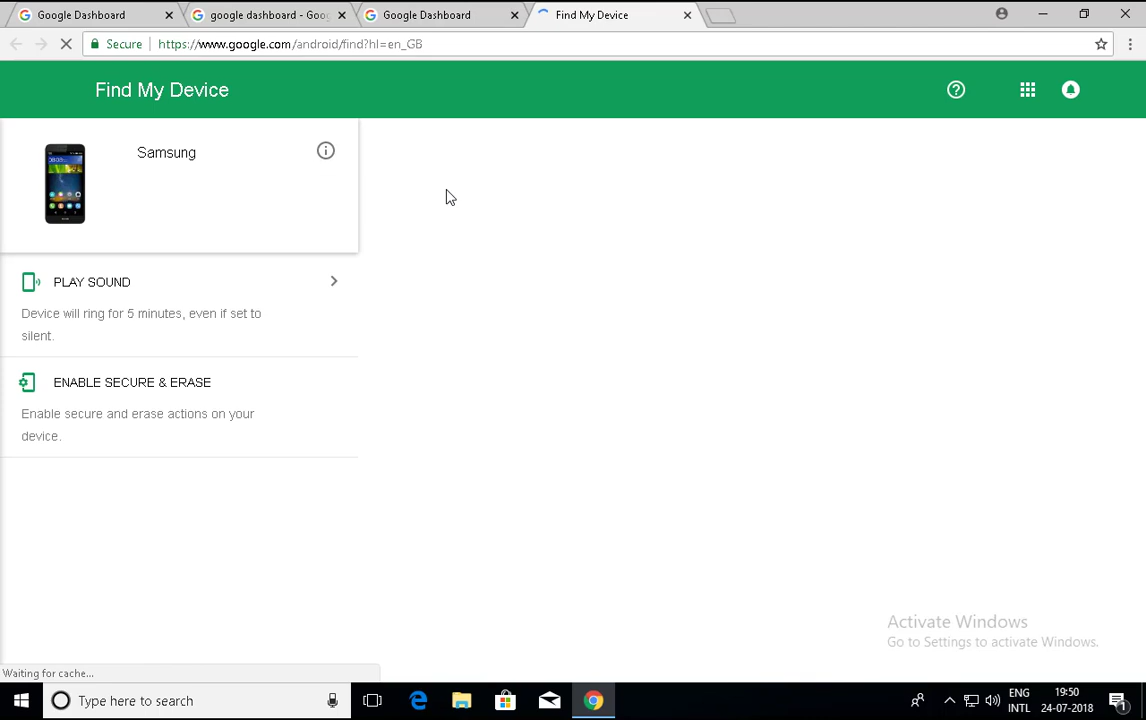 Google Dashboard
google dashboard - Goo
Google Dashboard
Find My Device
Secure
https://www.google.com/android/find?hl=en_GB
Find My Device
Samsung
PLAY SOUND
Device will ring for 5 minutes, even if set to
silent.
ENABLE SECURE & ERASE
Enable secure and erase actions on your
device.
Activate Windows
Go to Settings to activate Windows.
Waiting for cache...
Type here to search
ENG
INTL
19:50
24-07-2018
1